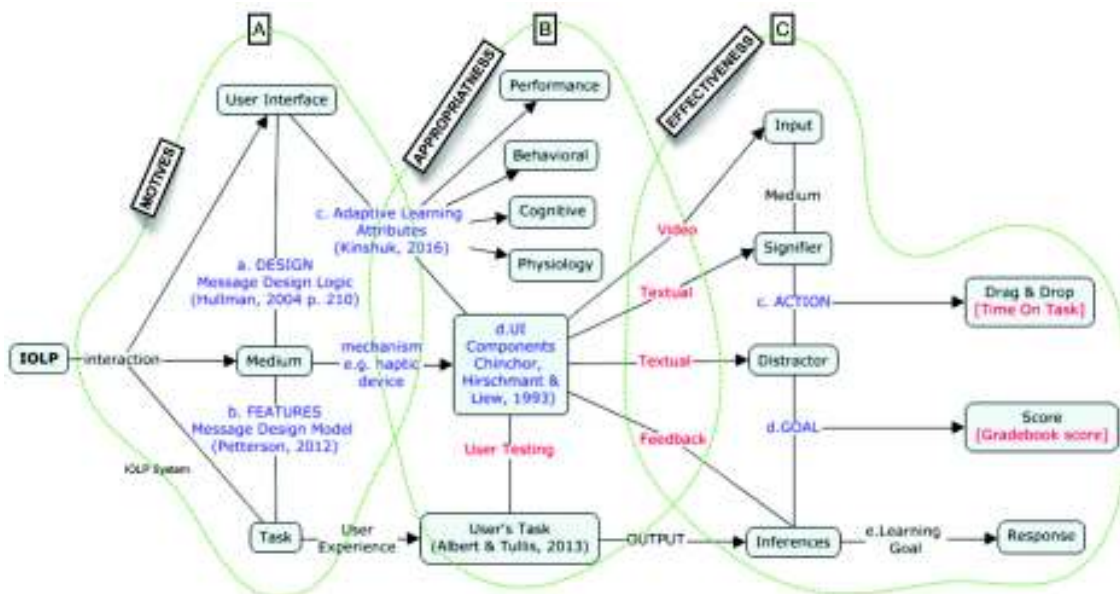 A
B
C
MOTIVES
APPROPRIATNESS
EFFECTIVENESS
User Interface
Performance
Behavioral
Cognitive
Physiology
c. Adaptive Learning
Attributes
(Kinshuk, 2016)
a. DESIGN
Message Design Logic
(Hullman, 2004 p. 210)
IOLP
interaction
Medium
mechanism
e.g. haptic
device
b. FEATURES
Message Design Model
(Petterson, 2012)
IOLP System
Task
User
Experience
d.UI
Components
Chinchor,
Hirschmant &
Liew, 1993)
User Testing
User's Task
(Albert & Tullis, 2013)
OUTPUT
Video
Textual
Textual
Feedback
Input
Medium
Signifier
c. ACTION
Drag & Drop
[Time On Task]
Distractor
d.GOAL
Score
[Gradebook score]
Inferences
e.Learning
Goal
Response